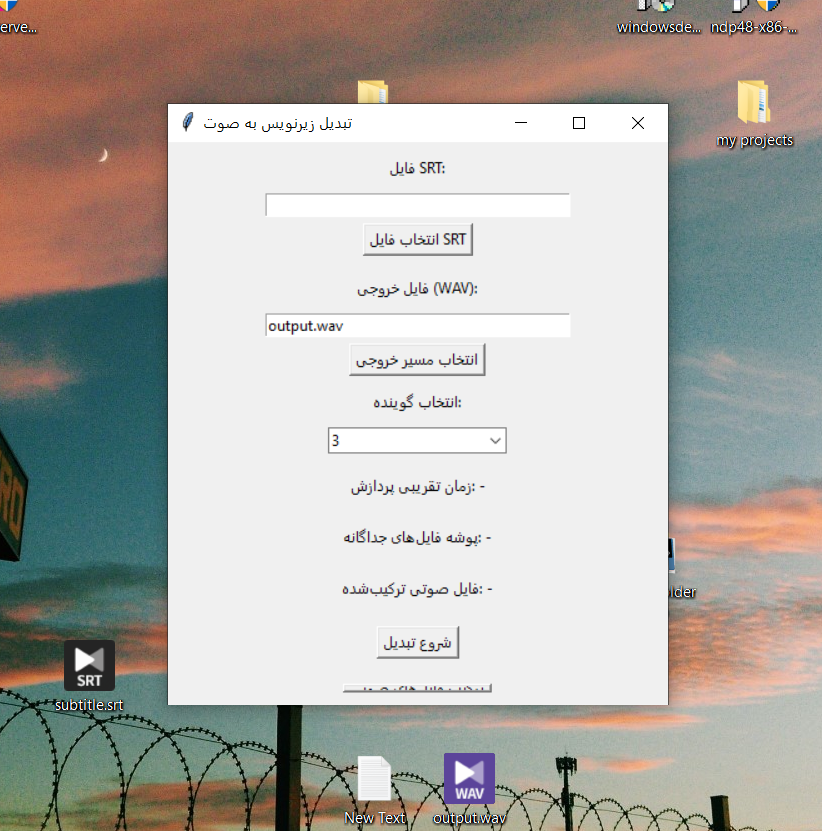 erve...
windowsde...
ndp48-x86-...
my projects
تبدیل زیرنویس به صوت
فایل SRT:
انتخاب فایل SRT
فایل خروجی (WAV):
output.wav
انتخاب مسیر خروجی
انتخاب گوینده:
3
زمان تقریبی پردازش: -
پوشه فایل‌های جداگانه: -
فایل صوتی ترکیب‌شده: -
شروع تبدیل
lder
SRT
subtitle.srt
New Text
WAV
output.wav